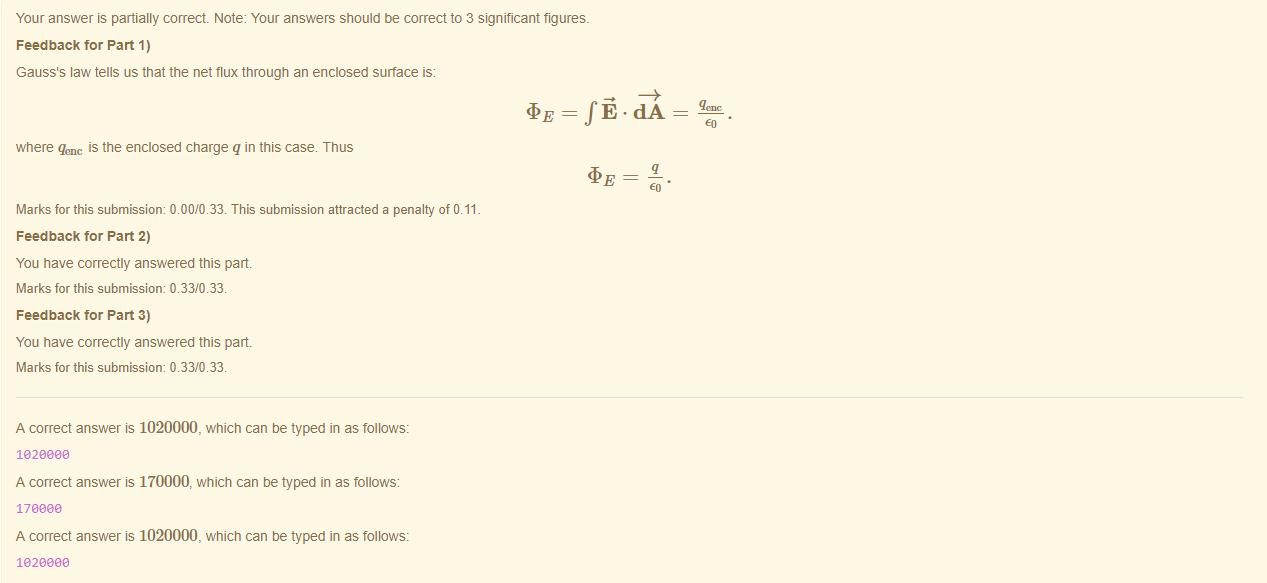 Your answer is partially correct. Note: Your answers should be correct to 3 significant figures.
Feedback for Part 1)
Gauss's law tells us that the net flux through an enclosed surface is:
$\Phi_E = \int \vec{\mathbf{E}} \cdot \overrightarrow{\mathbf{dA}} = \frac{q_{\text{enc}}}{\epsilon_0}.$
where $q_{\text{enc}}$ is the enclosed charge $q$ in this case. Thus
$\Phi_E = \frac{q}{\epsilon_0}.$
Marks for this submission: 0.00/0.33. This submission attracted a penalty of 0.11.
Feedback for Part 2)
You have correctly answered this part.
Marks for this submission: 0.33/0.33.
Feedback for Part 3)
You have correctly answered this part.
Marks for this submission: 0.33/0.33.
A correct answer is 1020000, which can be typed in as follows:
1020000
A correct answer is 170000, which can be typed in as follows:
170000
A correct answer is 1020000, which can be typed in as follows:
1020000